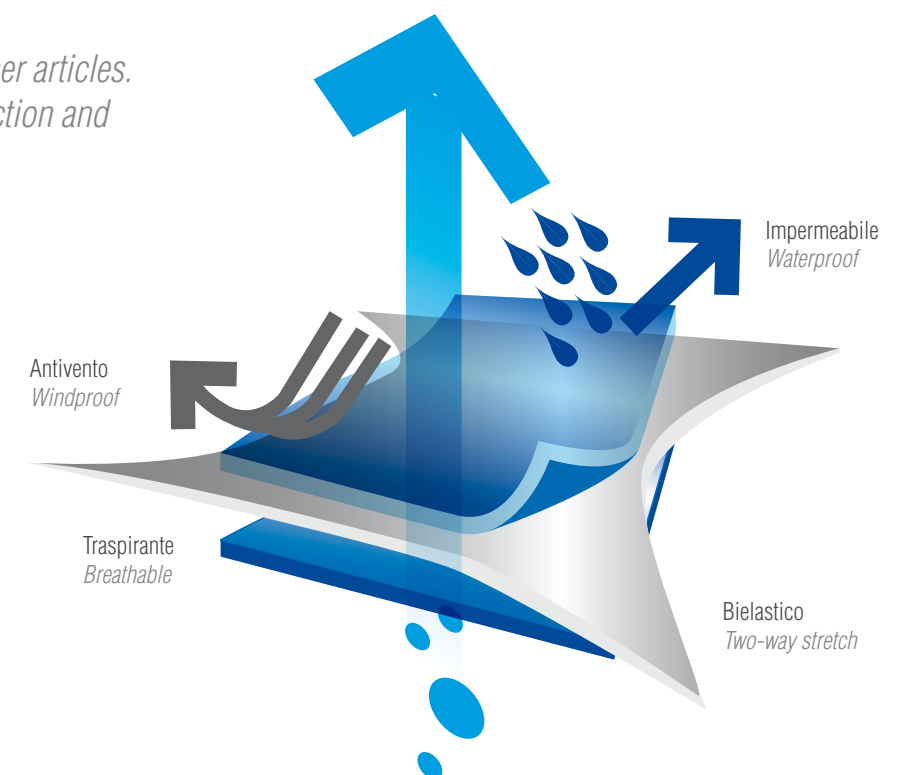 er articles.
ction and
Impermeabile
Waterproof
Antivento
Windproof
Traspirante
Breathable
Bielastico
Two-way stretch